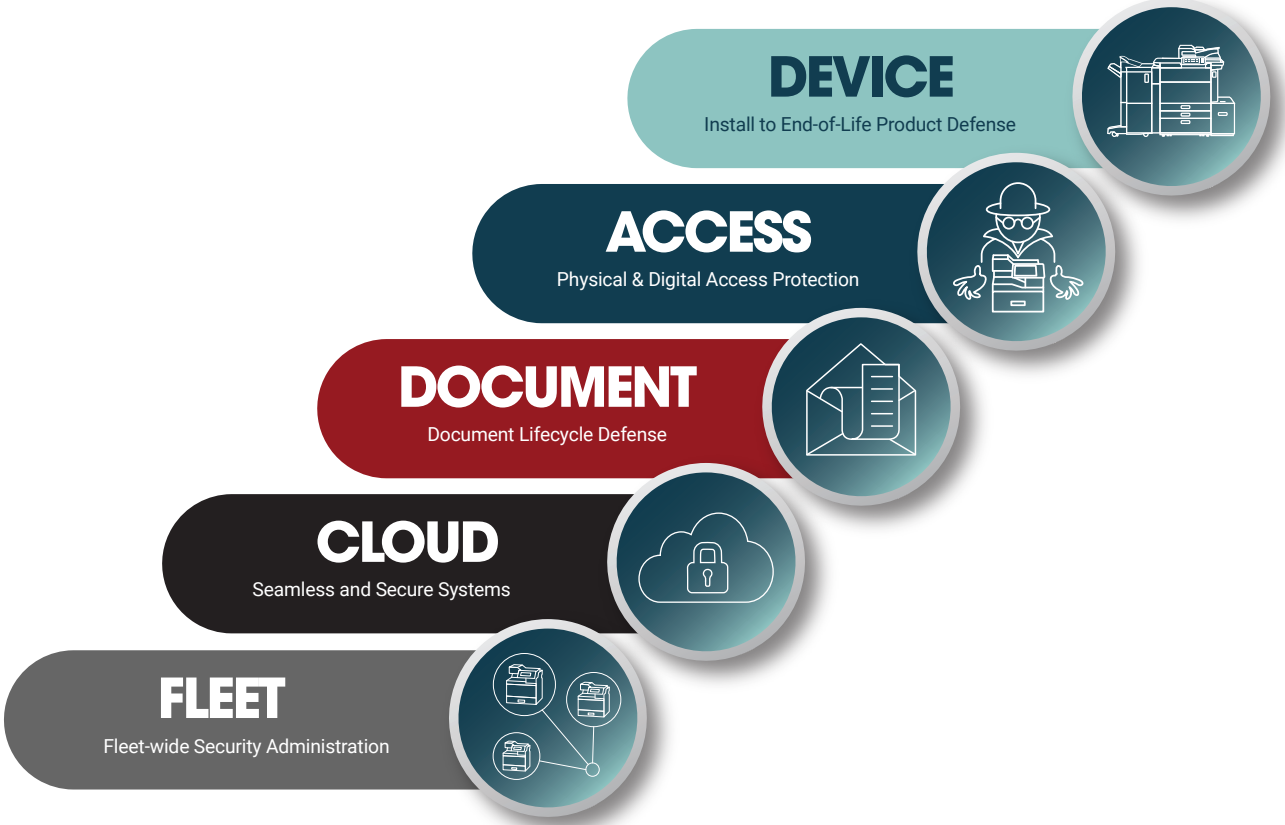 DEVICE
Install to End-of-Life Product Defense
ACCESS
Physical & Digital Access Protection
DOCUMENT
Document Lifecycle Defense
CLOUD
Seamless and Secure Systems
FLEET
Fleet-wide Security Administration